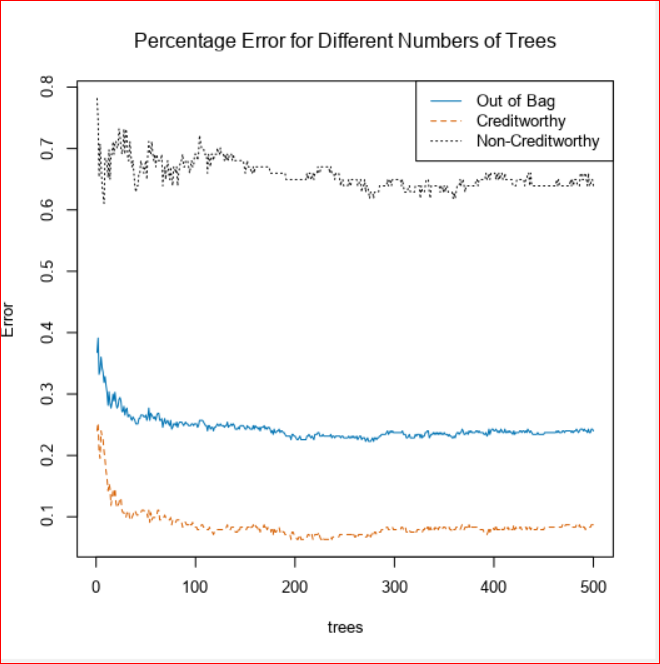 Percentage Error for Different Numbers of Trees
Out of Bag
Creditworthy
Non-Creditworthy
Error
0.8
0.7
0.6
0.5
0.4
0.3
0.2
0.1
0 100 200 300 400 500
trees